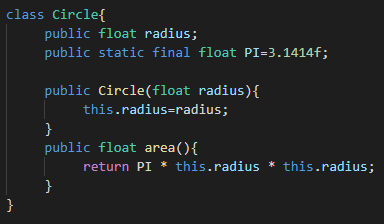 class Circle{
public float radius;
public static final float PI=3.1414f;
public Circle(float radius){
this.radius=radius;
}
public float area(){
return PI * this.radius * this.radius;
}
}